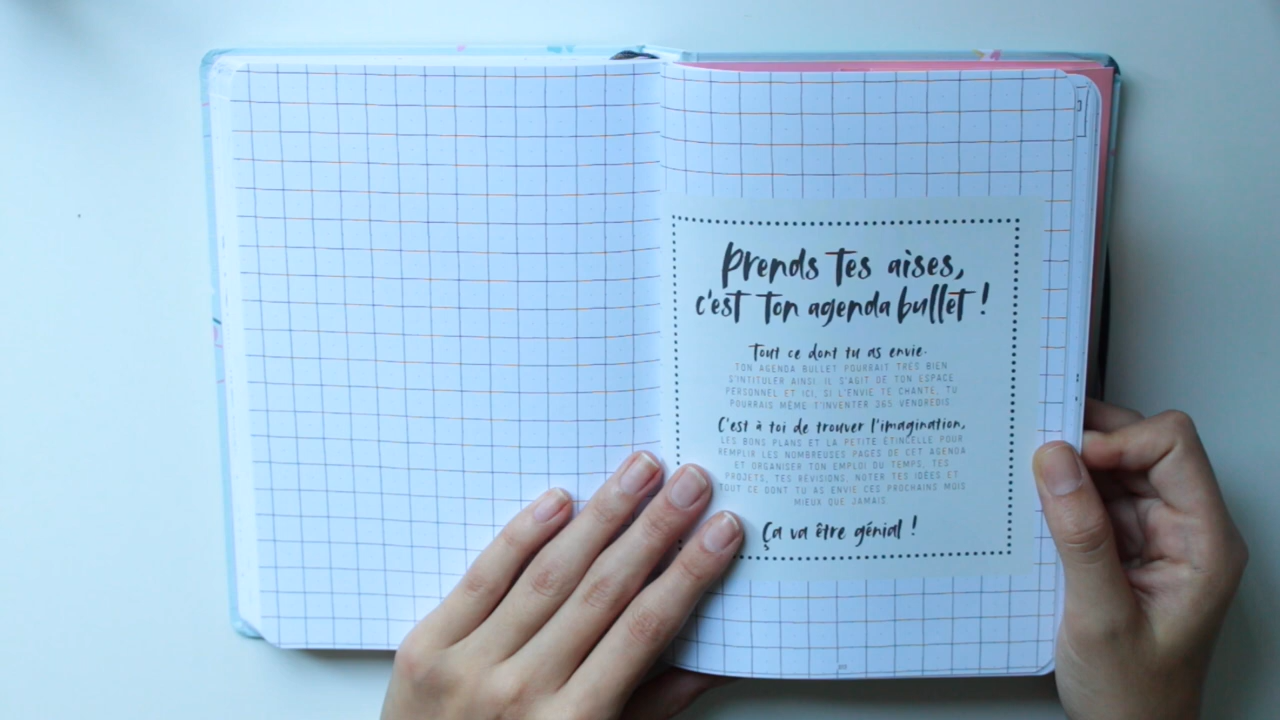 Prends tes aises,
c'est ton agenda bullet !
Tout ce dont tu as envie.
TON AGENDA BULLET POURRAIT TRÈS BIEN
S'INTITULER AINSI. IL S'AGIT DE TON ESPACE
PERSONNEL ET ICI, SI L'ENVIE TE CHANTE, TU
POURRAIS MÊME T'INVENTER 365 VENDREDIS.
C'est à toi de trouver l'imagination,
LES BONS PLANS ET LA PETITE ÉTINCELLE POUR
REMPLIR LES NOMBREUSES PAGES DE CET AGENDA
ET ORGANISER TON EMPLOI DU TEMPS, TES
PROJETS, TES RÉVISIONS, NOTER TES IDÉES ET
TOUT CE DONT TU AS ENVIE CES PROCHAINS MOIS
MIEUX QUE JAMAIS.
Ça va être génial !